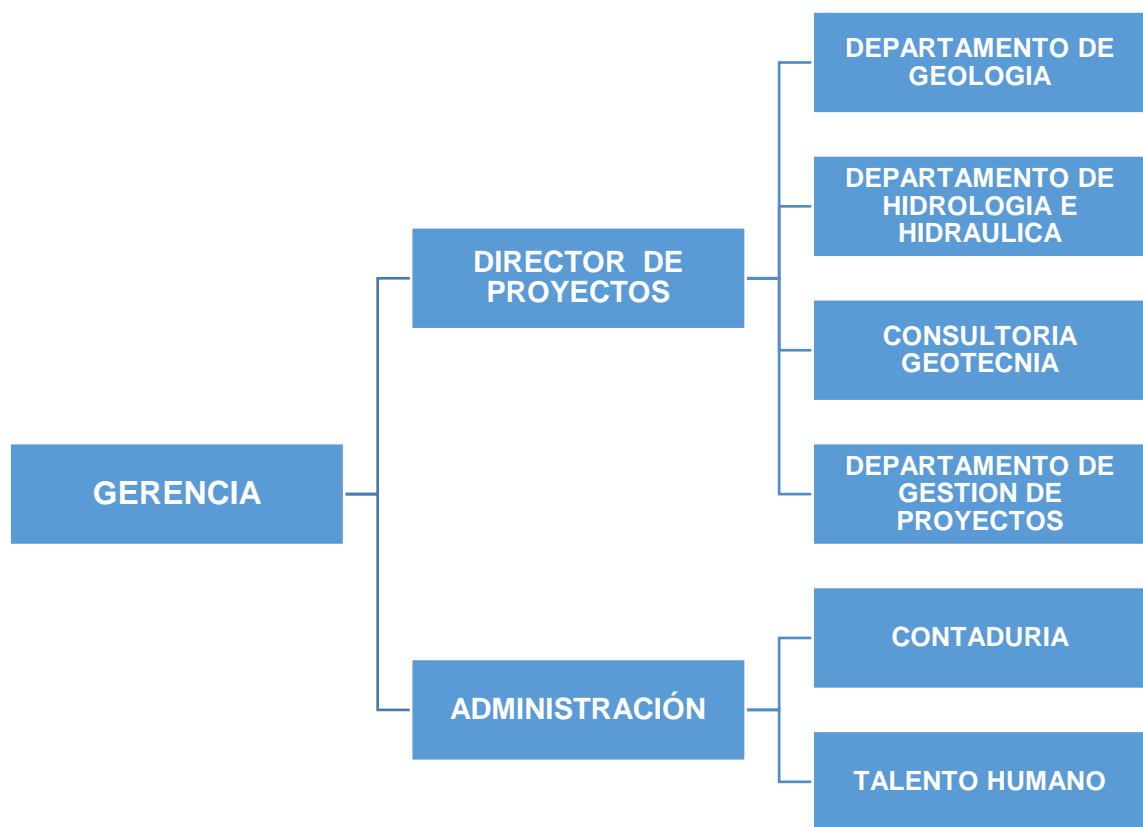 GERENCIA
DIRECTOR DE
PROYECTOS
DEPARTAMENTO DE
GEOLOGIA
DEPARTAMENTO DE
HIDROLOGIA E
HIDRAULICA
CONSULTORIA
GEOTECNIA
DEPARTAMENTO DE
GESTION DE
PROYECTOS
ADMINISTRACIÓN
CONTADURIA
TALENTO HUMANO